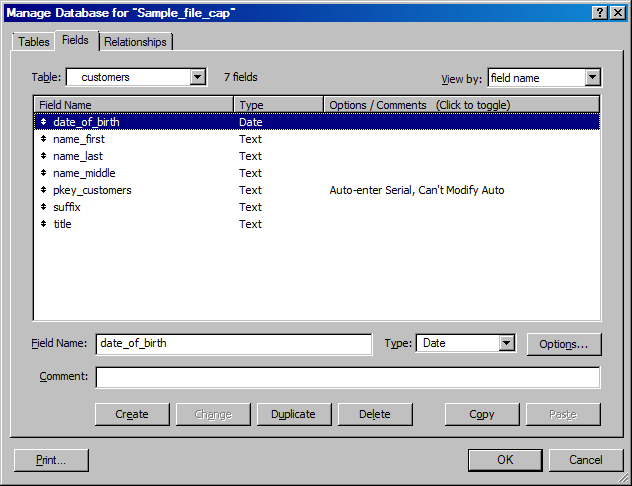 Manage Database for "Sample_file_cap"
Tables Fields Relationships
Table: customers 7 fields View by: field name
Field Name Type Options / Comments (Click to toggle)
date_of_birth Date
name_first Text
name_last Text
name_middle Text
pkey_customers Text Auto-enter Serial, Can't Modify Auto
suffix Text
title Text
Field Name: date_of_birth Type: Date Options...
Comment:
Create Change Duplicate Delete Copy Paste
Print... OK Cancel